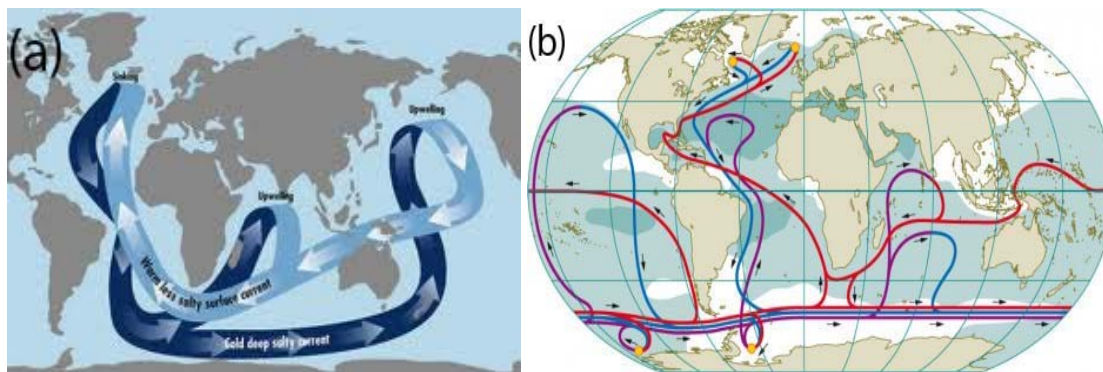 (a)
Sinking
Upwelling
Upwelling
Warm less salty surface current
Cold deep salty current
(b)